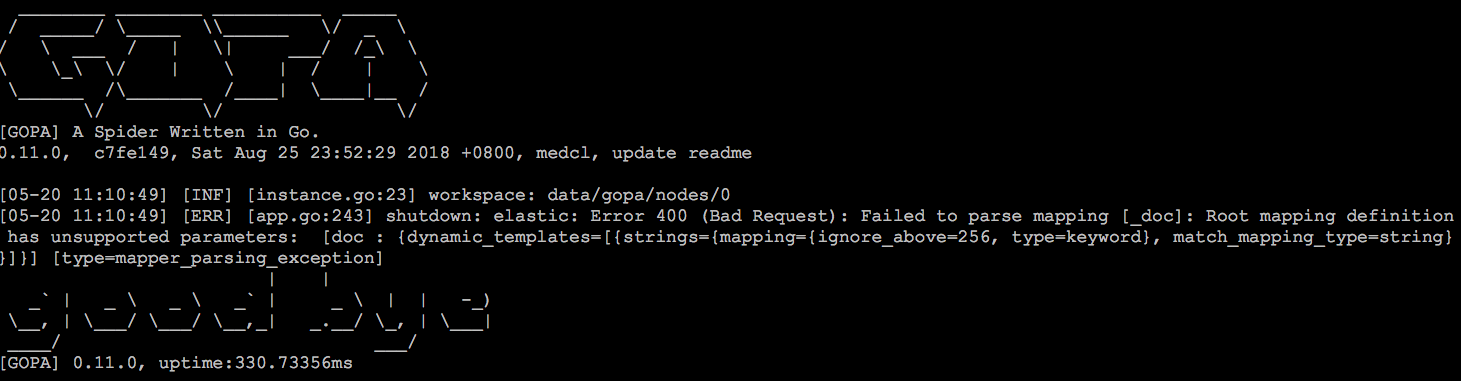 GOPA
[GOPA] A Spider Written in Go.
0.11.0,  c7fe149, Sat Aug 25 23:52:29 2018 +0800, medcl, update readme
[05-20 11:10:49] [INF] [instance.go:23] workspace: data/gopa/nodes/0
[05-20 11:10:49] [ERR] [app.go:243] shutdown: elastic: Error 400 (Bad Request): Failed to parse mapping [_doc]: Root mapping definition
has unsupported parameters:  [doc : {dynamic_templates=[{strings={mapping={ignore_above=256, type=keyword}, match_mapping_type=string}
}]}] [type=mapper_parsing_exception]
good bye
[GOPA] 0.11.0, uptime:330.73356ms